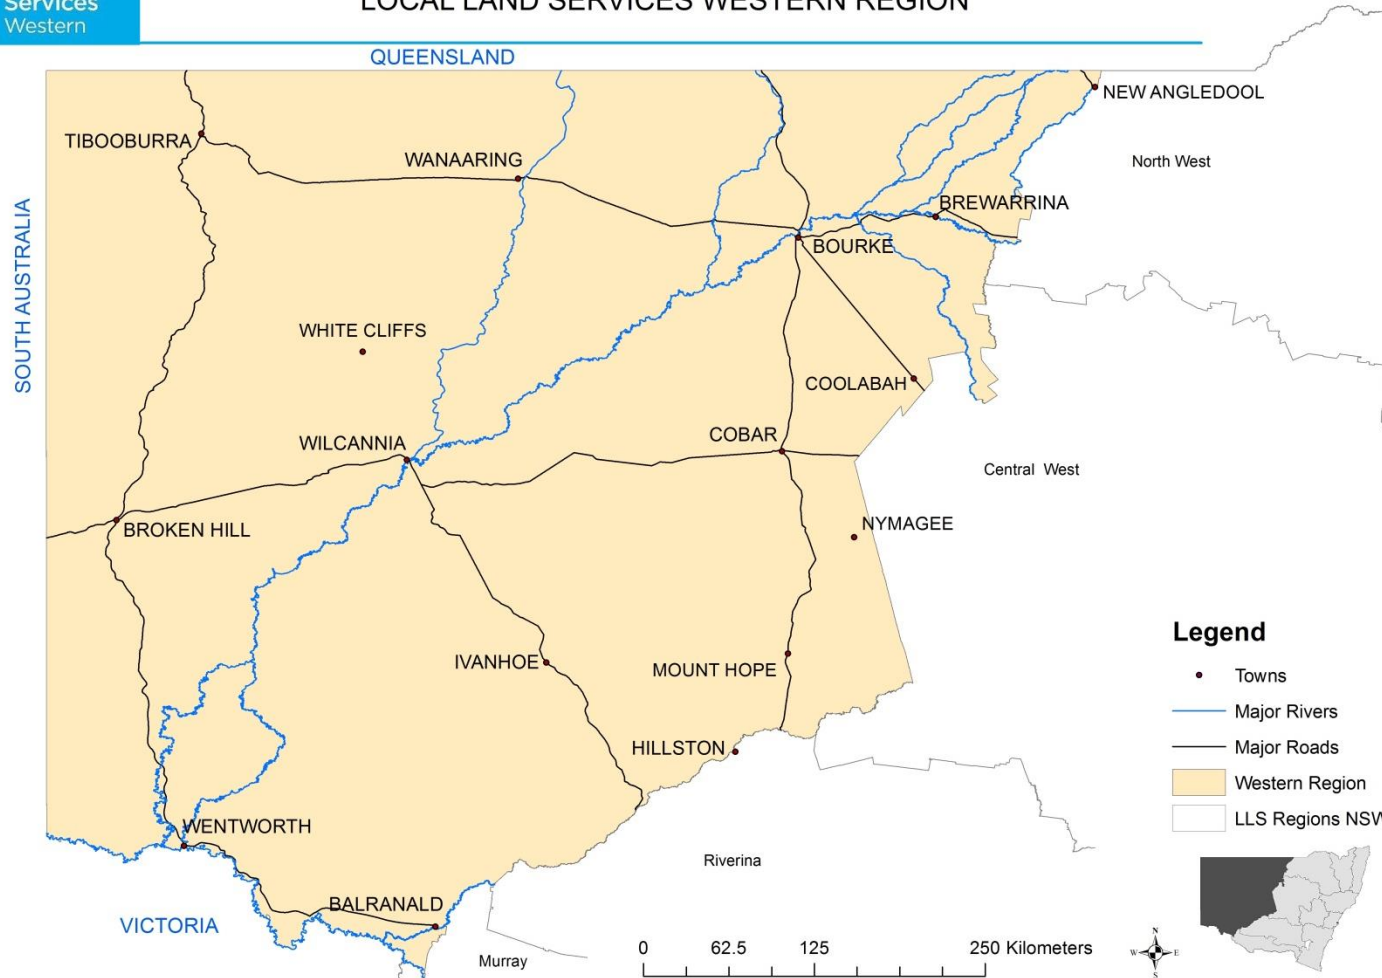 Services
Western
LOCAL LAND SERVICES WESTERN REGION
QUEENSLAND
NEW ANGLEDOOL
TIBOOBURRA
WANAARING
North West
SOUTH AUSTRALIA
BREWARRINA
BOURKE
WHITE CLIFFS
COOLABAH
WILCANNIA
COBAR
Central West
BROKEN HILL
NYMAGEE
Legend
IVANHOE
MOUNT HOPE
Towns
Major Rivers
HILLSTON
Major Roads
Western Region
LLS Regions NSW
WENTWORTH
Riverina
BALRANALD
VICTORIA
Murray
0 62.5 125 250 Kilometers
N
W E
S